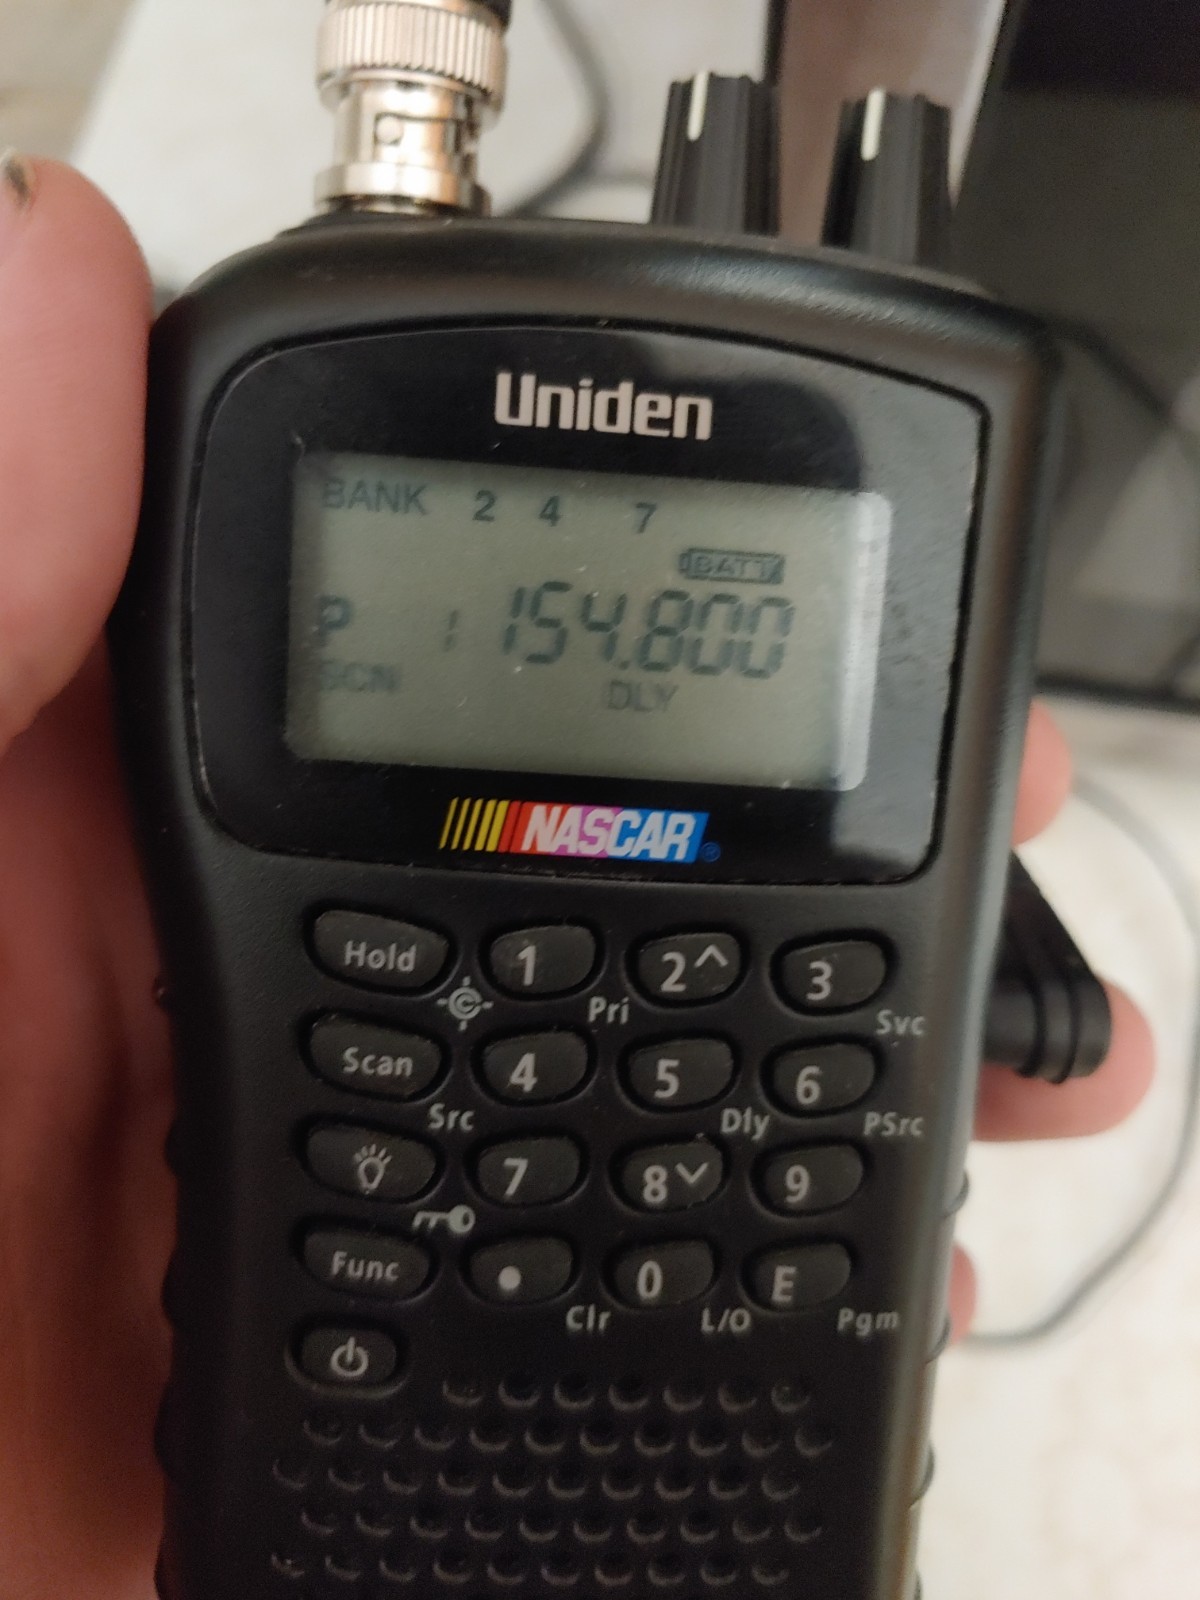 Uniden
BANK 2 4 7
BATT
P 1 154.800
SCN DLY
NASCAR®
Hold 1 2 3
Pri Svc
Scan 4 5 6
Src Dly PSrc
7 8 9
Func . 0 E
Clr L/O Pgm